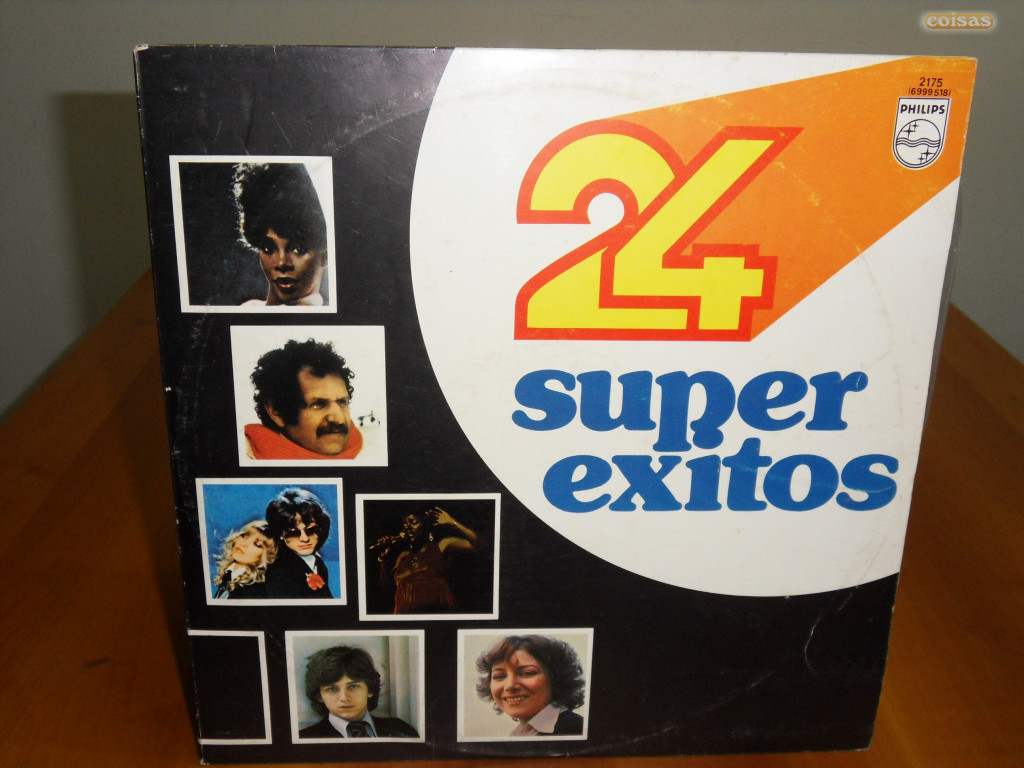 coisas
2175
(6999 518)
PHILIPS
24
super
exitos